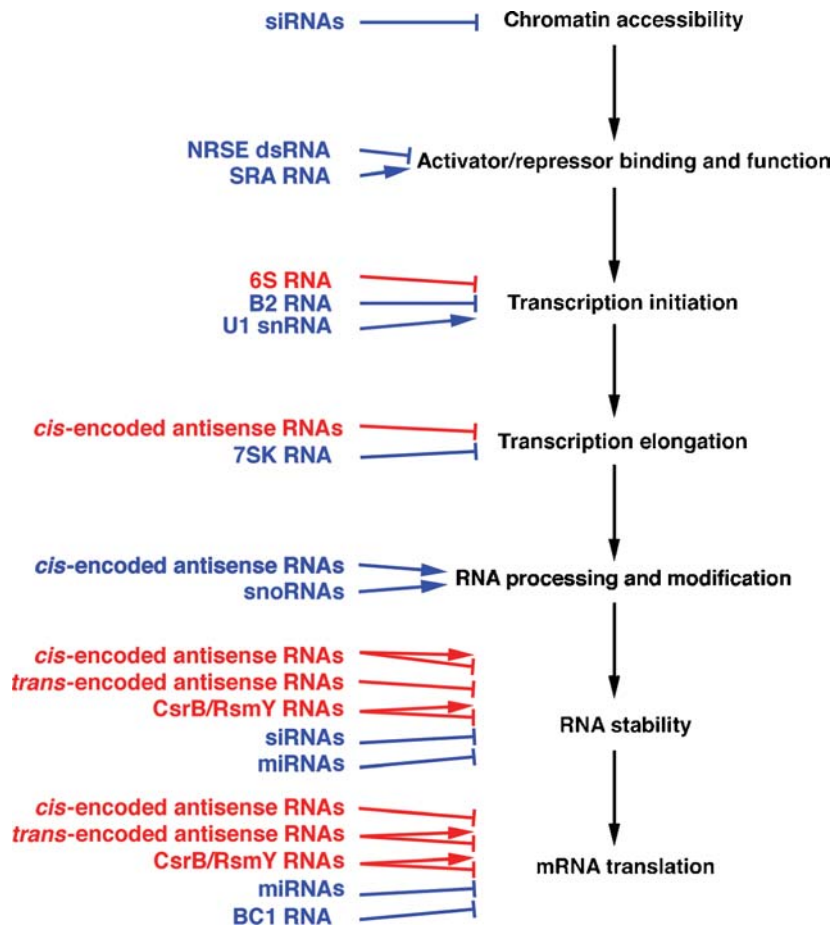 siRNAs
Chromatin accessibility
NRSE dsRNA
SRA RNA
Activator/repressor binding and function
6S RNA
B2 RNA
U1 snRNA
Transcription initiation
cis-encoded antisense RNAs
7SK RNA
Transcription elongation
cis-encoded antisense RNAs
snoRNAs
RNA processing and modification
cis-encoded antisense RNAs
trans-encoded antisense RNAs
CsrB/RsmY RNAs
siRNAs
miRNAs
RNA stability
cis-encoded antisense RNAs
trans-encoded antisense RNAs
CsrB/RsmY RNAs
miRNAs
BC1 RNA
mRNA translation